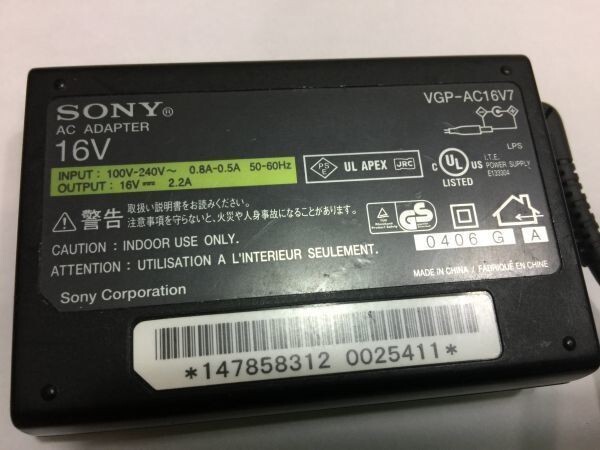 SONY®
VGP-AC16V7
AC ADAPTER
16V
LPS
INPUT : 100V-240V～ 0.8A-0.5A 50-60Hz
OUTPUT : 16V⎓ 2.2A
PS E
UL APEX
JRC
C UL US
LISTED
I.T.E.
POWER SUPPLY
E133304
警告
取扱い説明書をお読みください。
注意事項を守らないと、火災や人身事故になることがあります。
GS
CAUTION : INDOOR USE ONLY.
0406 G A
ATTENTION : UTILISATION A L'INTERIEUR SEULEMENT.
MADE IN CHINA / FABRIQUÉ EN CHINE
Sony Corporation
*147858312 0025411*